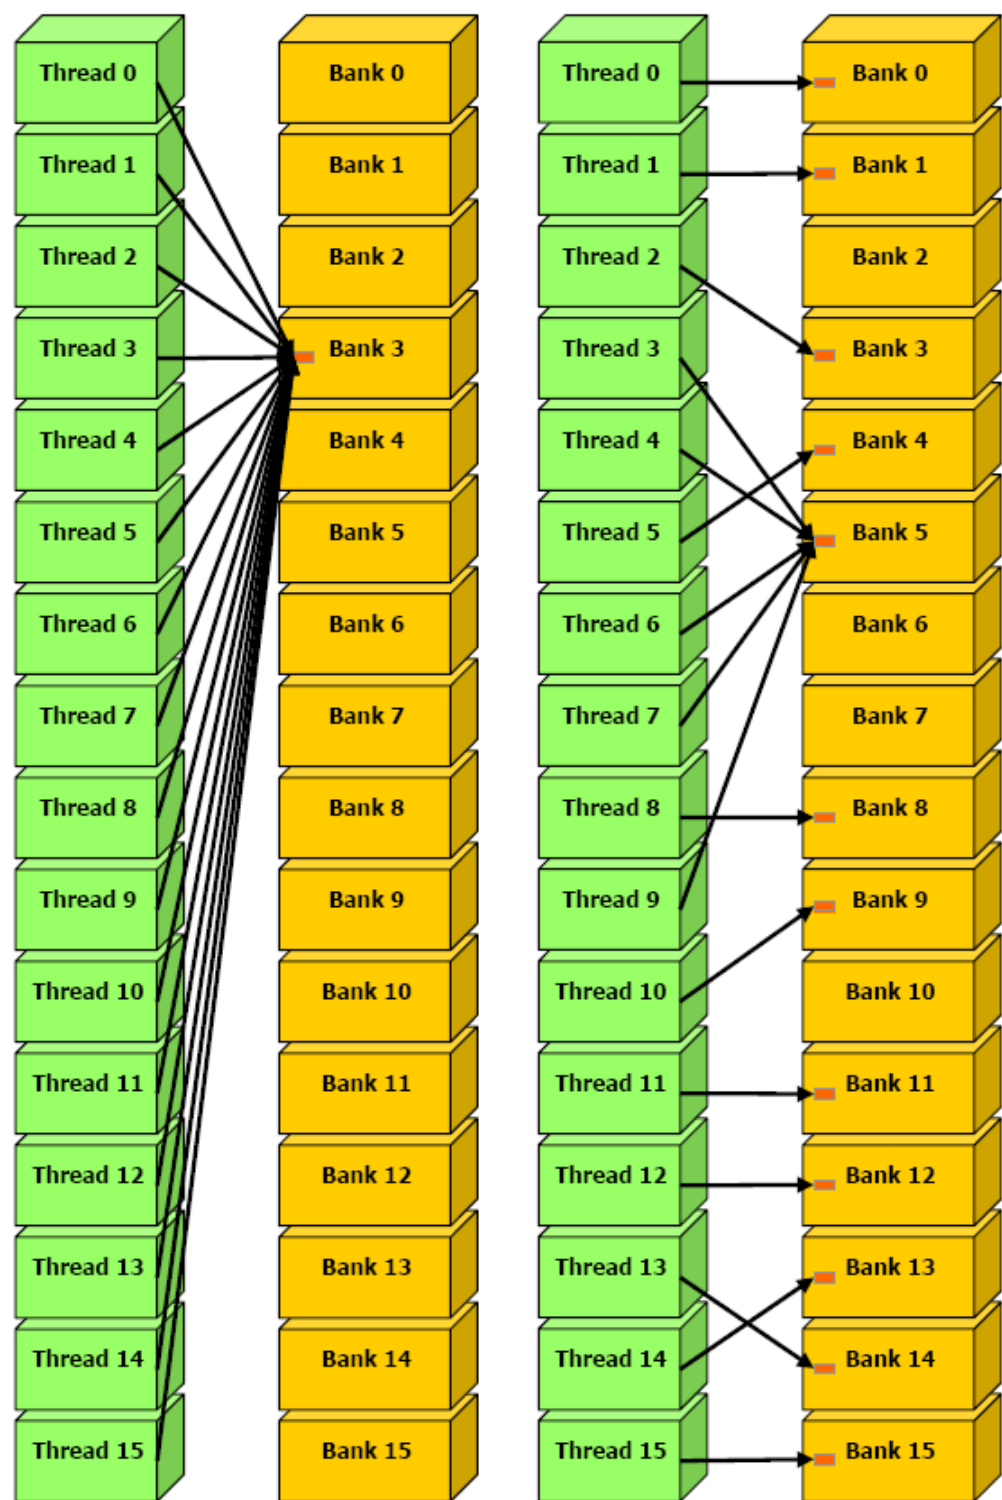 Thread 0 Bank 0 Thread 0 Bank 0
Thread 1 Bank 1 Thread 1 Bank 1
Thread 2 Bank 2 Thread 2 Bank 2
Thread 3 Bank 3 Thread 3 Bank 3
Thread 4 Bank 4 Thread 4 Bank 4
Thread 5 Bank 5 Thread 5 Bank 5
Thread 6 Bank 6 Thread 6 Bank 6
Thread 7 Bank 7 Thread 7 Bank 7
Thread 8 Bank 8 Thread 8 Bank 8
Thread 9 Bank 9 Thread 9 Bank 9
Thread 10 Bank 10 Thread 10 Bank 10
Thread 11 Bank 11 Thread 11 Bank 11
Thread 12 Bank 12 Thread 12 Bank 12
Thread 13 Bank 13 Thread 13 Bank 13
Thread 14 Bank 14 Thread 14 Bank 14
Thread 15 Bank 15 Thread 15 Bank 15